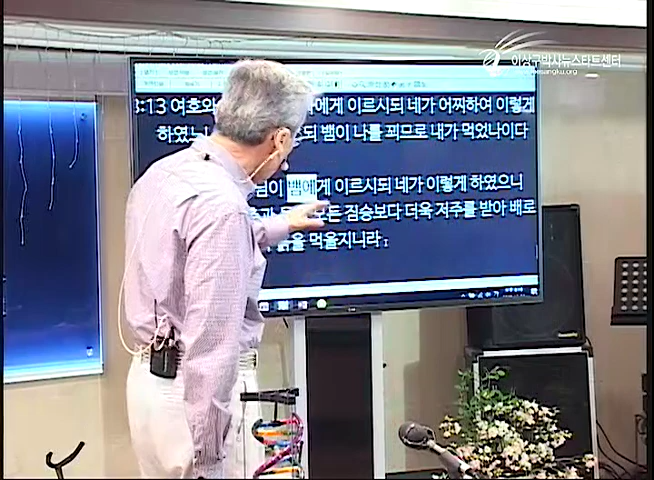 이상구박사뉴스타트센터
3:13 여호와 에게 이르시되 네가 어찌하여 이렇게
하였느 되 뱀이 나를 꾀므로 내가 먹었나이다
님이 뱀에게 이르시되 네가 이렇게 하였으니
모든 짐승보다 더욱 저주를 받아 배로
흙을 먹을지니라